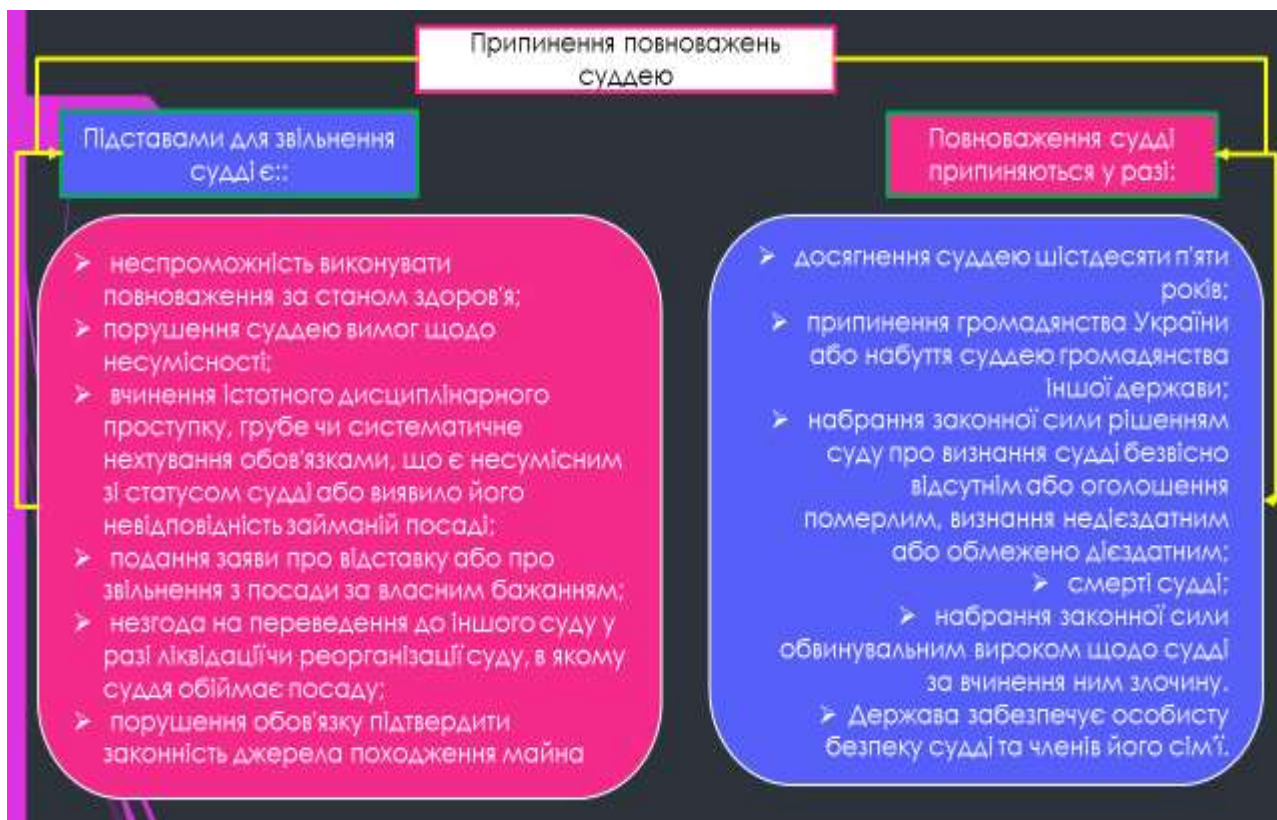 Припинення повноважень
суддею
Підставами для звільнення
судді є::
➢ неспроможність виконувати
повноваження за станом здоров'я;
➢ порушення суддею вимог щодо
несумісності;
➢ вчинення істотного дисциплінарного
проступку, грубе чи систематичне
нехтування обов'язками, що є несумісним
зі статусом судді або виявило його
невідповідність займаній посаді;
➢ подання заяви про відставку або про
звільнення з посади за власним бажанням;
➢ незгода на переведення до іншого суду у
разі ліквідаціїчи реорганізації суду, в якому
суддя обіймає посаду;
➢ порушення обов'язку підтвердити
законність джерела походження майна
Повноваження судді
припиняються у разі:
➢ досягнення суддею шістдесяти п'яти
років;
➢ припинення громадянства України
або набуття суддею громадянства
іншої держави;
➢ набрання законної сили рішенням
суду про визнання судді безвісно
відсутнім або оголошення
померлим, визнання недієздатним
або обмежено дієздатним;
➢ смерті судді;
➢ набрання законної сили
обвинувальним вироком щодо судді
за вчинення ним злочину.
➢ Держава забезпечує особисту
безпеку судді та членів його сім'ї.